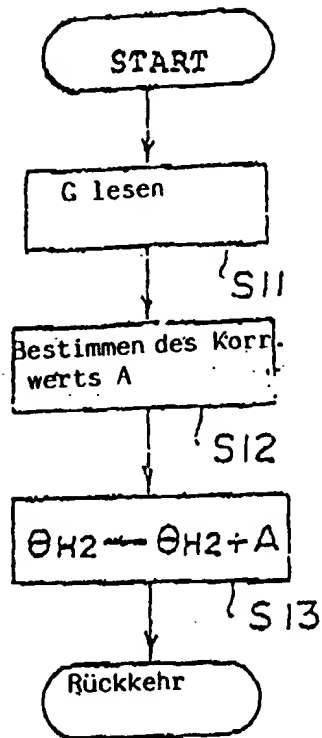 START
G lesen
S11
Bestimmen des Korr.
werts A
S12
ΘH2 — ΘH2+A
S13
Rückkehr